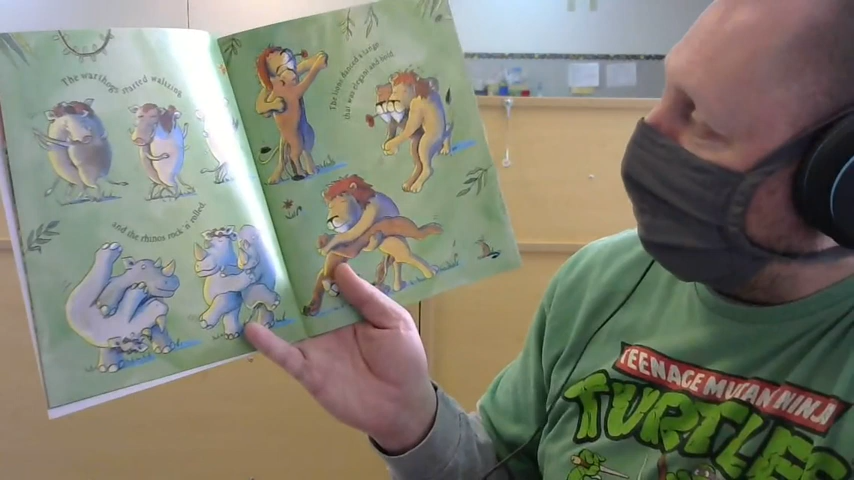 The warthogs started waltzing
and the rhinos rock 'n' rolled
The lions danced a tango
that was elegant and bold
TEENAGE MUTANT NINJA
TURTLES